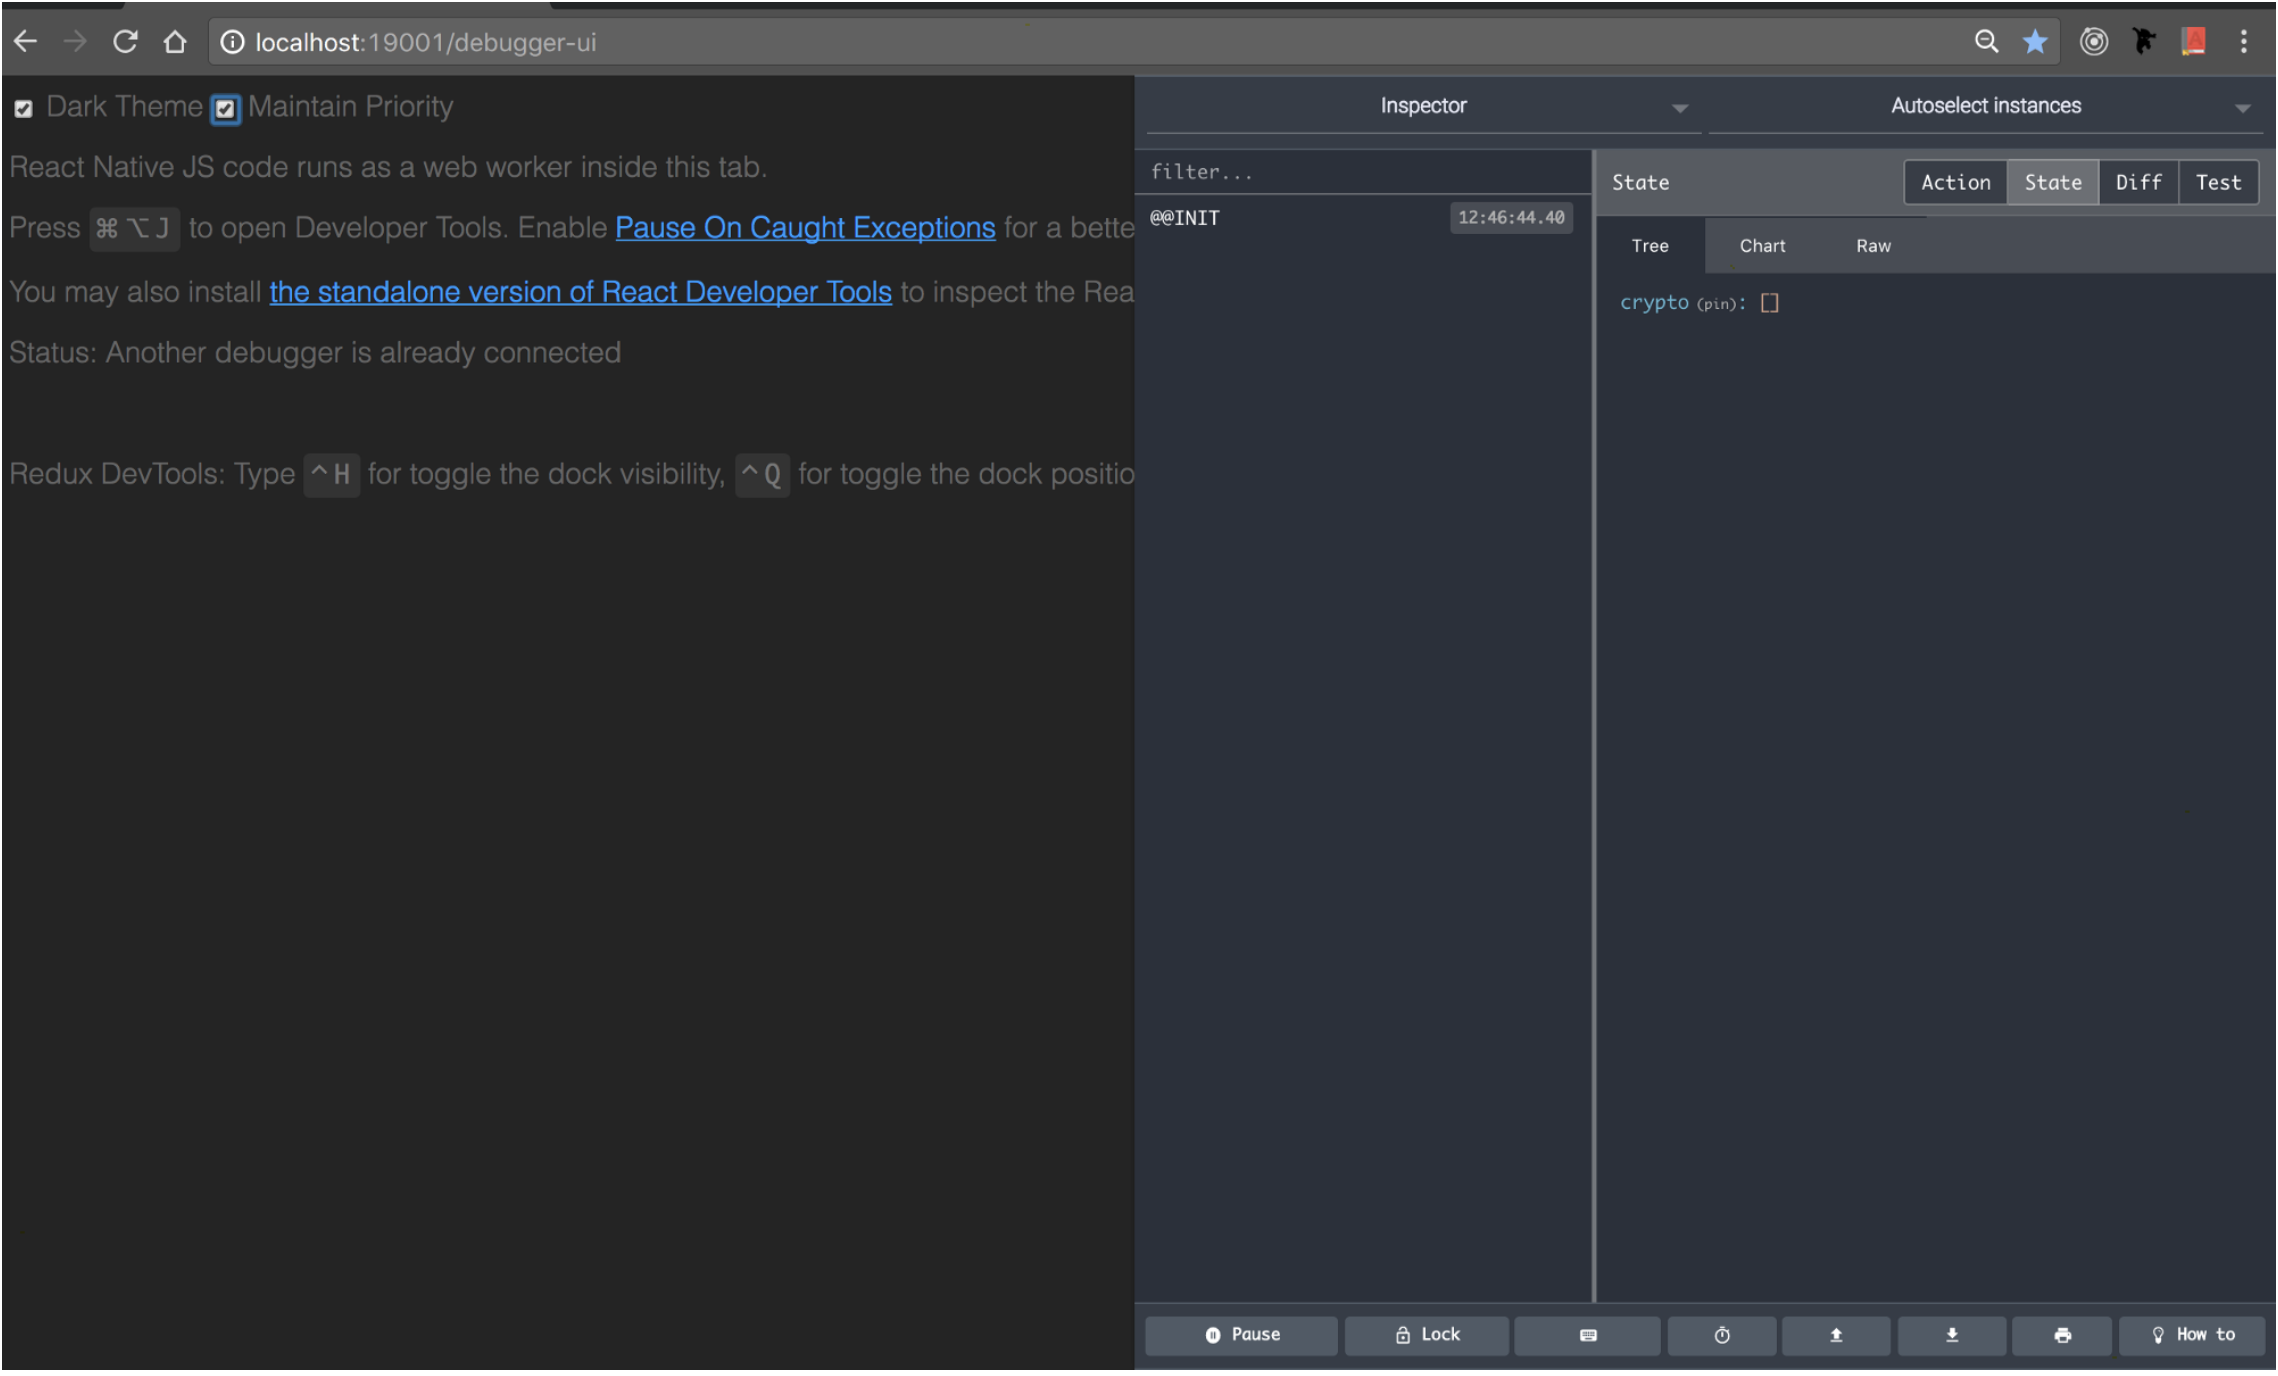 localhost:19001/debugger-ui
Dark Theme Maintain Priority
React Native JS code runs as a web worker inside this tab.
Press ⌘⌥J to open Developer Tools. Enable Pause On Caught Exceptions for a bette
You may also install the standalone version of React Developer Tools to inspect the Rea
Status: Another debugger is already connected
Redux DevTools: Type ^H for toggle the dock visibility, ^Q for toggle the dock positio
Inspector Autoselect instances
filter...
@@INIT 12:46:44.40
State Action State Diff Test
Tree Chart Raw
crypto (pin): []
Pause Lock How to